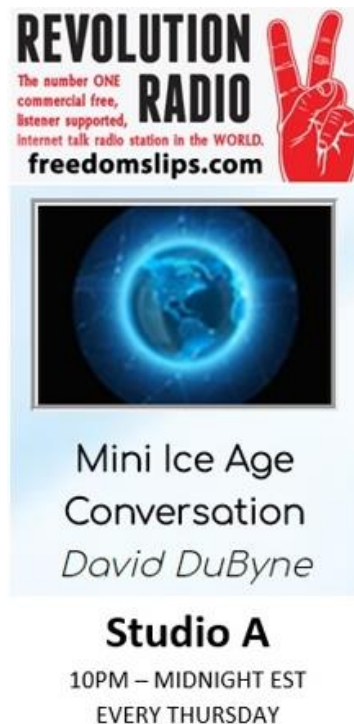 REVOLUTION
The number ONE
commercial free,
listener supported,
RADIO
internet talk radio station in the WORLD.
freedomslips.com
Mini Ice Age
Conversation
David DuByne
Studio A
10PM – MIDNIGHT EST
EVERY THURSDAY